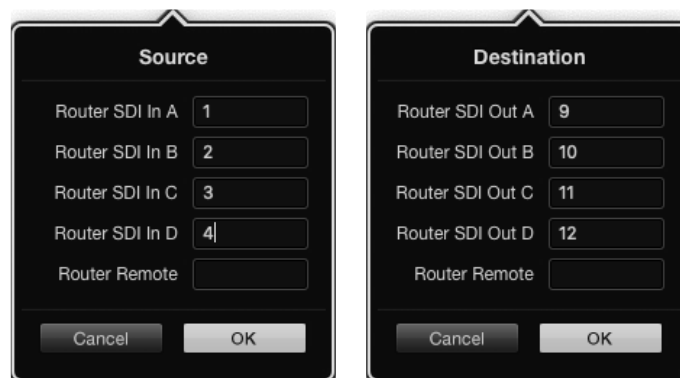 Source
Router SDI In A 1
Router SDI In B 2
Router SDI In C 3
Router SDI In D 4
Router Remote
Cancel OK
Destination
Router SDI Out A 9
Router SDI Out B 10
Router SDI Out C 11
Router SDI Out D 12
Router Remote
Cancel OK